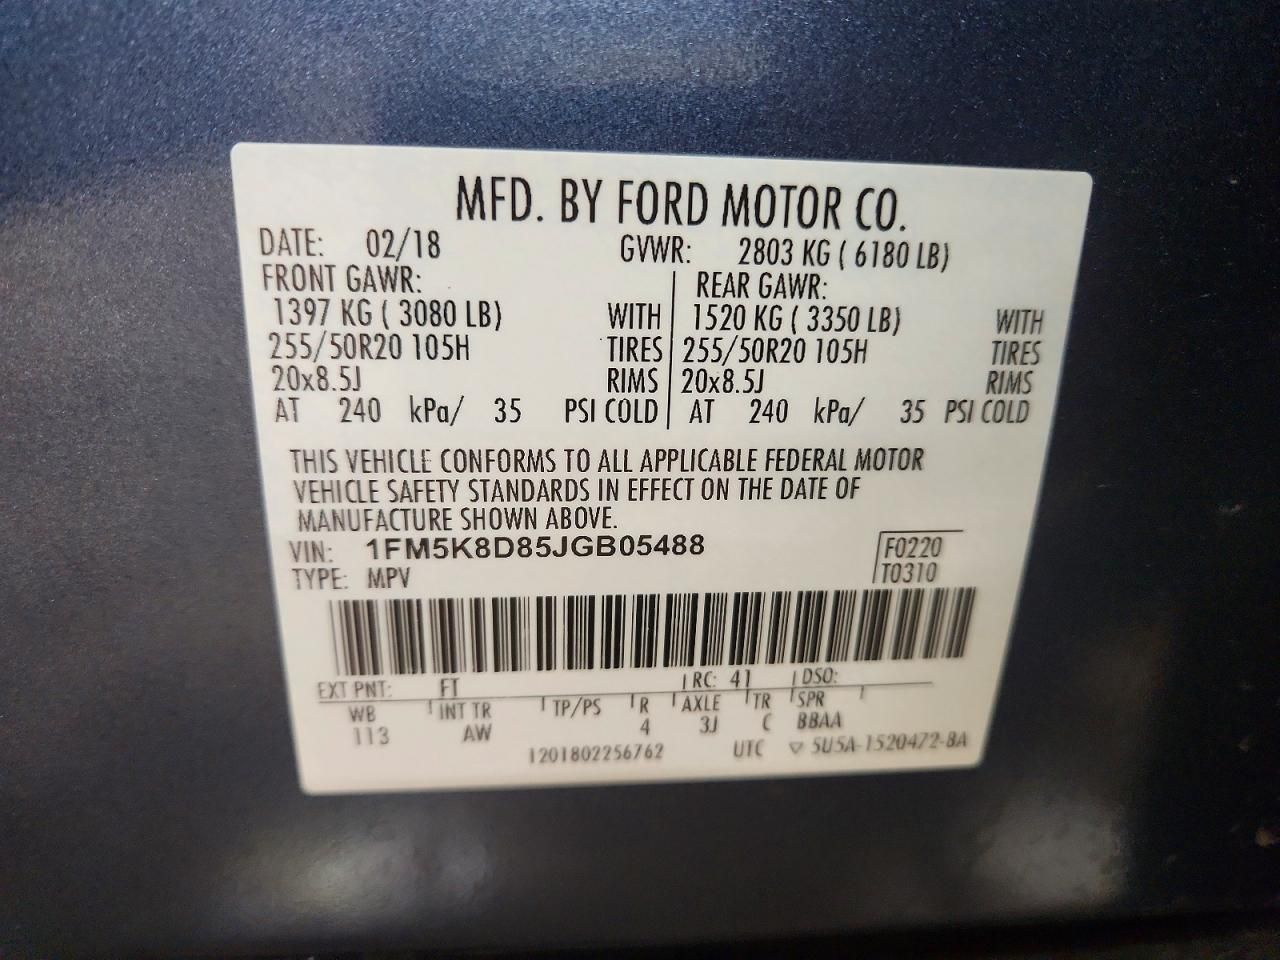 MFD. BY FORD MOTOR CO.
DATE: 02/18 GVWR: 2803 KG ( 6180 LB)
FRONT GAWR: REAR GAWR:
1397 KG ( 3080 LB) WITH 1520 KG ( 3350 LB) WITH
255/50R20 105H TIRES 255/50R20 105H TIRES
20x8.5J RIMS 20x8.5J RIMS
AT 240 kPa/ 35 PSI COLD AT 240 kPa/ 35 PSI COLD
THIS VEHICLE CONFORMS TO ALL APPLICABLE FEDERAL MOTOR
VEHICLE SAFETY STANDARDS IN EFFECT ON THE DATE OF
MANUFACTURE SHOWN ABOVE.
VIN: 1FM5K8D85JGB05488 F0220
TYPE: MPV T0310
EXT PNT: FT RC: 41 DSO:
WB INT TR TP/PS R AXLE TR SPR
113 AW 4 3J C BBAA
1201802256762 UTC ▽ 5U5A-1520472-BA